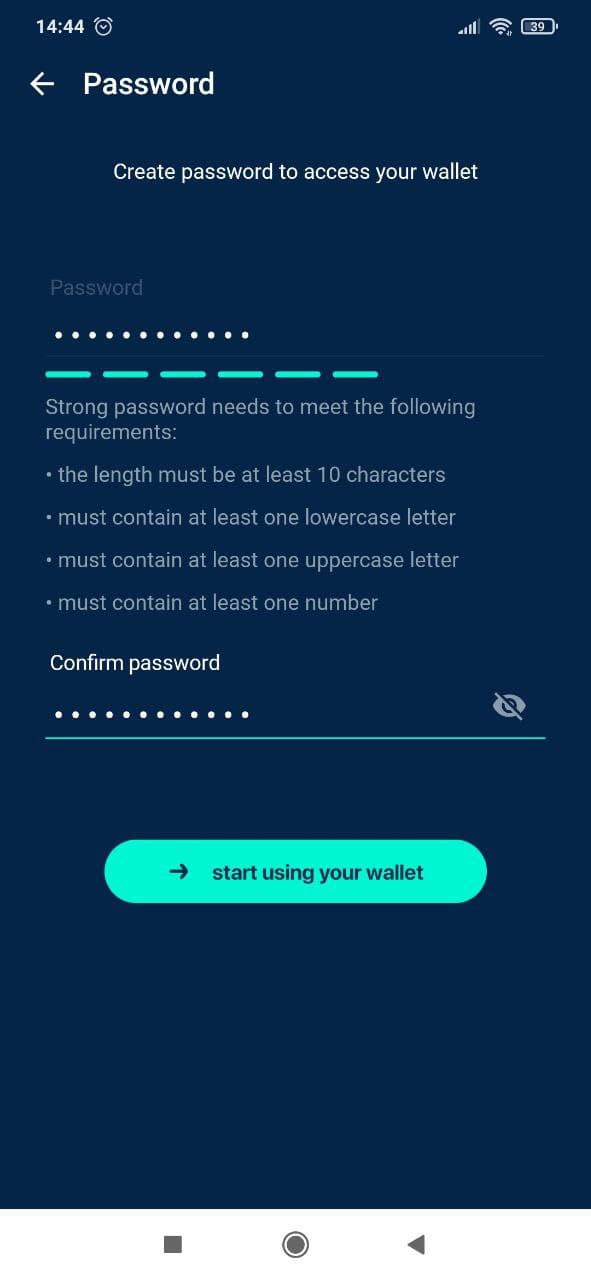 14:44 39
Password
Create password to access your wallet
Password
••••••••••••
Strong password needs to meet the following
requirements:
• the length must be at least 10 characters
• must contain at least one lowercase letter
• must contain at least one uppercase letter
• must contain at least one number
Confirm password
••••••••••••
start using your wallet